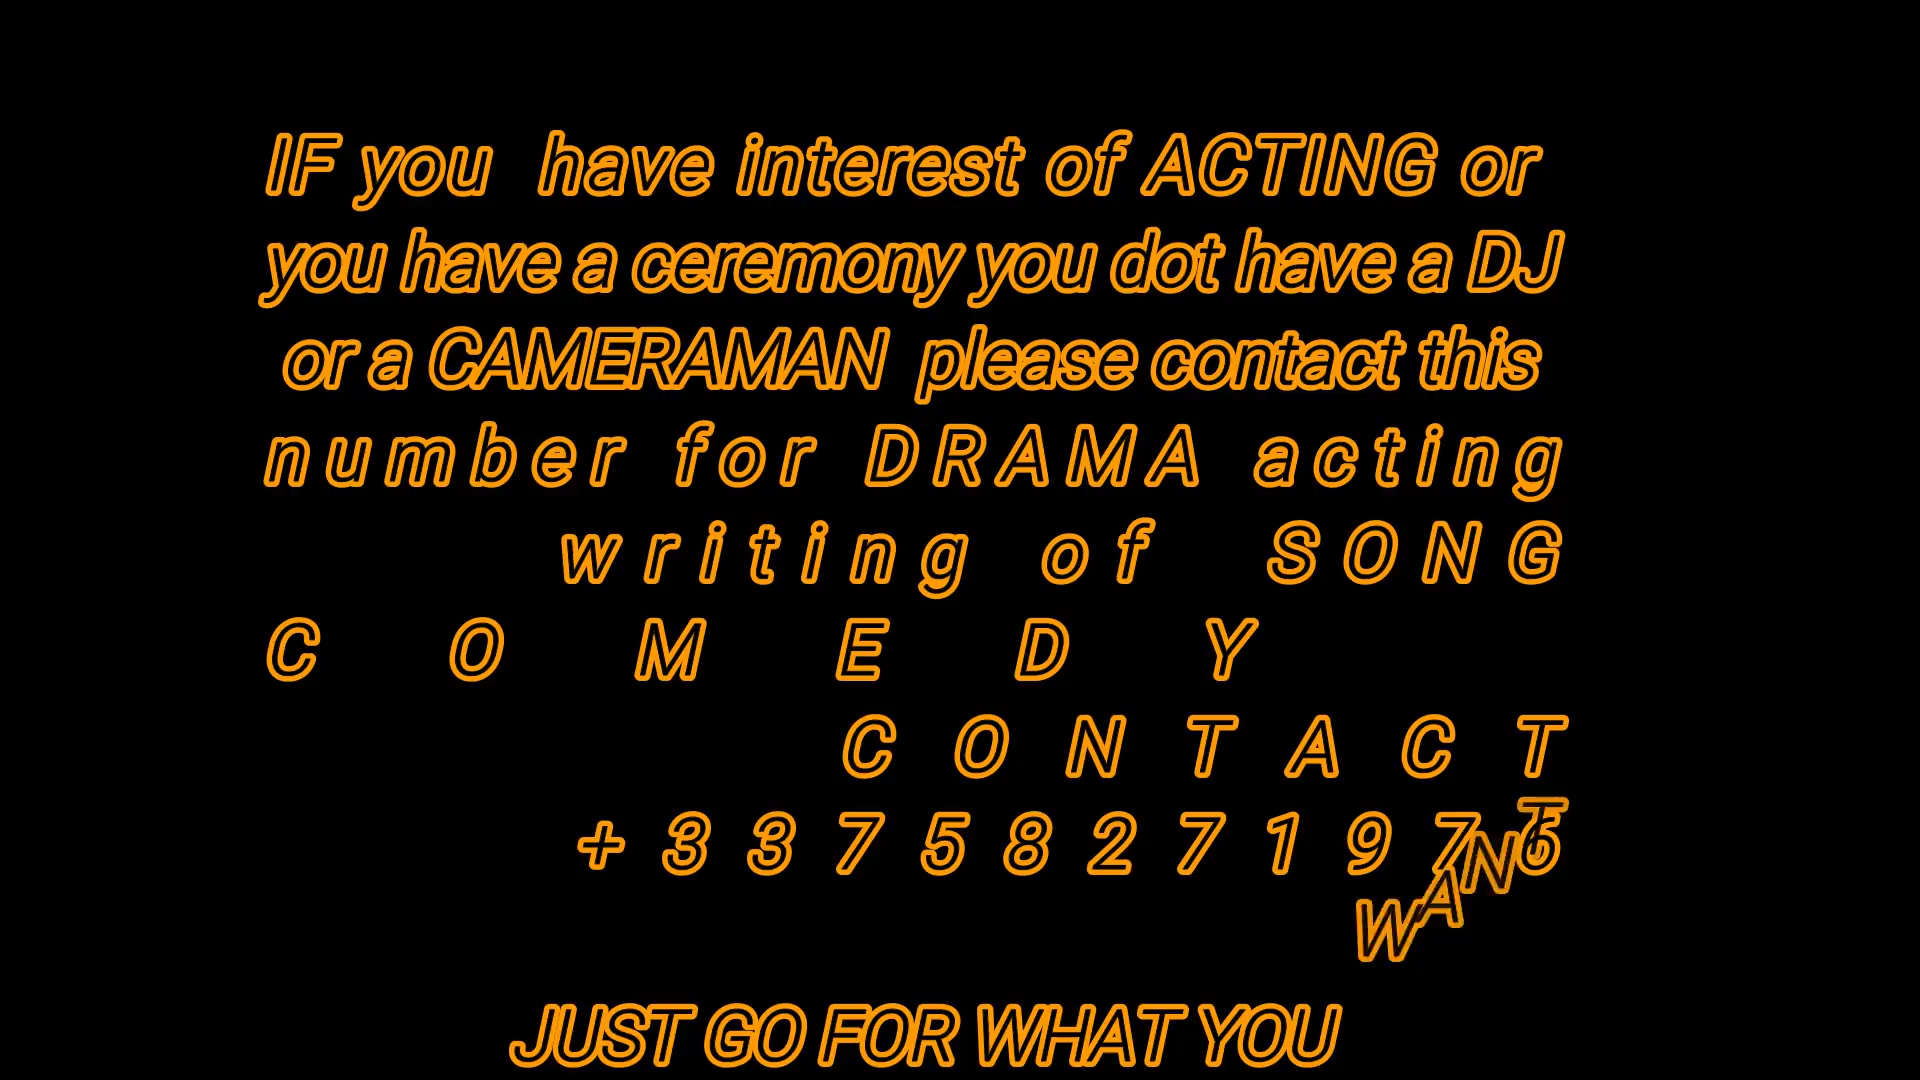 IF you have interest of ACTING or
you have a ceremony you dot have a DJ
or a CAMERAMAN please contact this
number for DRAMA acting
writing of SONG
COMEDY
CONTACT
+33758271976
JUST GO FOR WHAT YOU
WANT